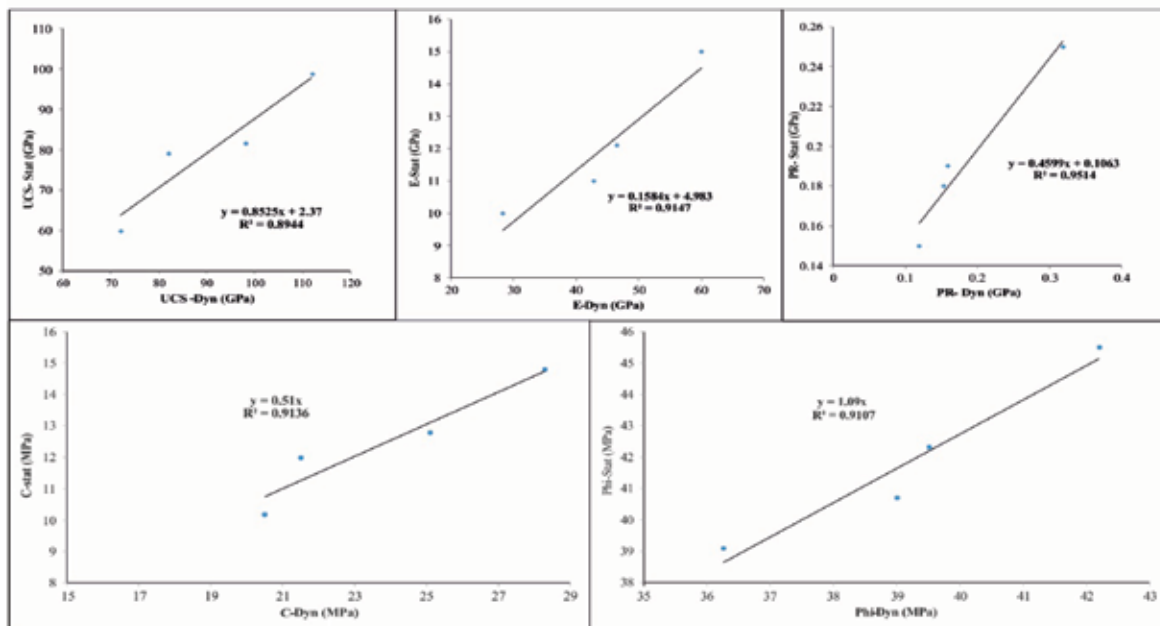 110
100
90
80
70
60
50
60 70 80 90 100 110 120
UCS- Stat (GPa)
UCS -Dyn (GPa)
y = 0.8525x + 2.37
R² = 0.8944
16
15
14
13
12
11
10
9
8
20 30 40 50 60 70
E-Stat (GPa)
E-Dyn (GPa)
y = 0.1584x + 4.983
R² = 0.9147
0.26
0.24
0.22
0.2
0.18
0.16
0.14
0 0.1 0.2 0.3 0.4
PR- Stat (GPa)
PR- Dyn (GPa)
y = 0.4599x + 0.1063
R² = 0.9514
16
15
14
13
12
11
10
9
8
15 17 19 21 23 25 27 29
C-stat (MPa)
C-Dyn (MPa)
y = 0.51x
R² = 0.9136
46
45
44
43
42
41
40
39
38
35 36 37 38 39 40 41 42 43
Phi-Stat (MPa)
Phi-Dyn (MPa)
y = 1.09x
R² = 0.9107